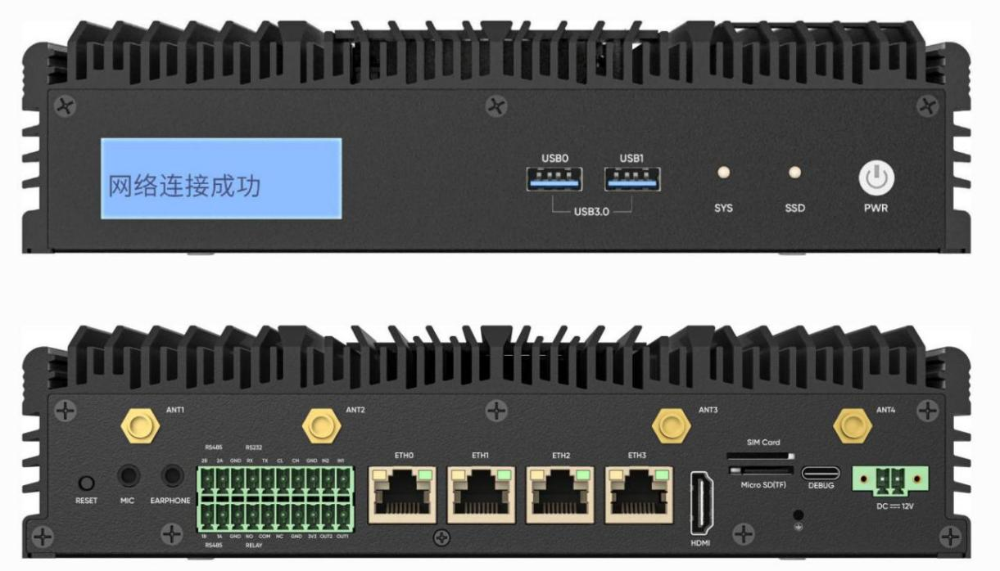 网络连接成功
USB0 USB1
USB3.0
SYS SSD PWR
ANT1 ANT2 ANT3 ANT4
RS485 RS232
2B 2A GND RX TX CL CH GND IN2 IN1
ETH0 ETH1 ETH2 ETH3
SIM Card
Micro SD(TF)
DEBUG
RESET MIC EARPHONE
DC 12V
1B 1A GND NO COM NC GND 3V3 OUT2 OUT1
RS485 RELAY
HDMI